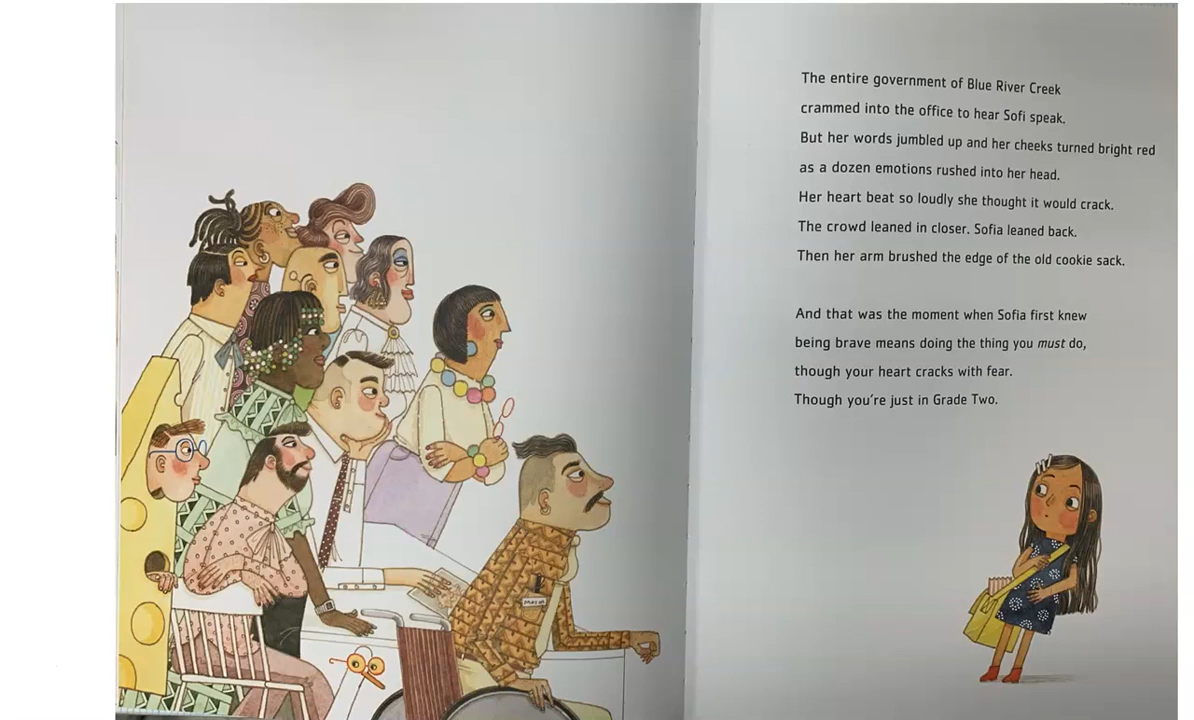 The entire government of Blue River Creek
crammed into the office to hear Sofi speak.
But her words jumbled up and her cheeks turned bright red
as a dozen emotions rushed into her head.
Her heart beat so loudly she thought it would crack.
The crowd leaned in closer. Sofia leaned back.
Then her arm brushed the edge of the old cookie sack.
And that was the moment when Sofia first knew
being brave means doing the thing you must do,
though your heart cracks with fear.
Though you're just in Grade Two.